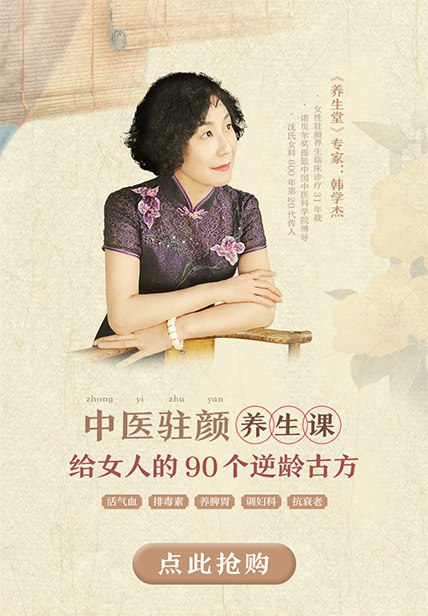 《养生堂》专家：韩学杰
· 女性驻颜养生临床诊疗31年载
· 诺贝尔奖摇篮中国中医科学院博导
· 沈氏女科600年第20代传人
zhong yi zhu yan
中医驻颜养生课
给女人的90个逆龄古方
活气血 排毒素 养脾胃 调妇科 抗衰老
点此抢购